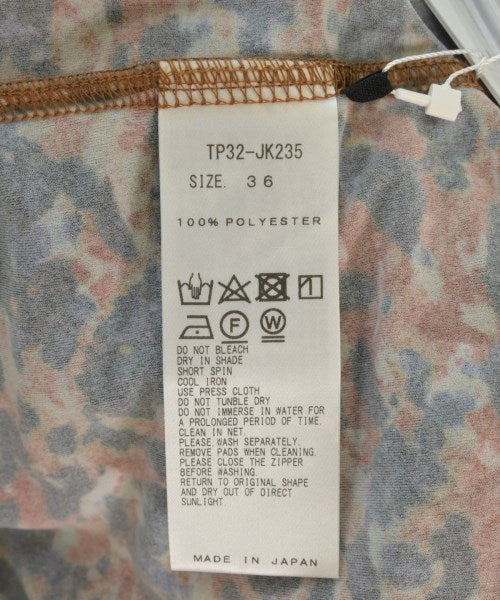 TP32-JK235
SIZE. 36
100% POLYESTER
F W
DO NOT BLEACH
DRY IN SHADE
SHORT SPIN
COOL IRON
USE PRESS CLOTH
DO NOT TUNBLE DRY
DO NOT IMMERSE IN WATER FOR
A PROLONGED PERIOD OF TIME.
CLEAN IN NET.
PLEASE WASH SEPARATELY.
REMOVE PADS WHEN CLEANING.
PLEASE CLOSE THE ZIPPER
BEFORE WASHING.
RETURN TO ORIGINAL SHAPE
AND DRY OUT OF DIRECT
SUNLIGHT.
MADE IN JAPAN